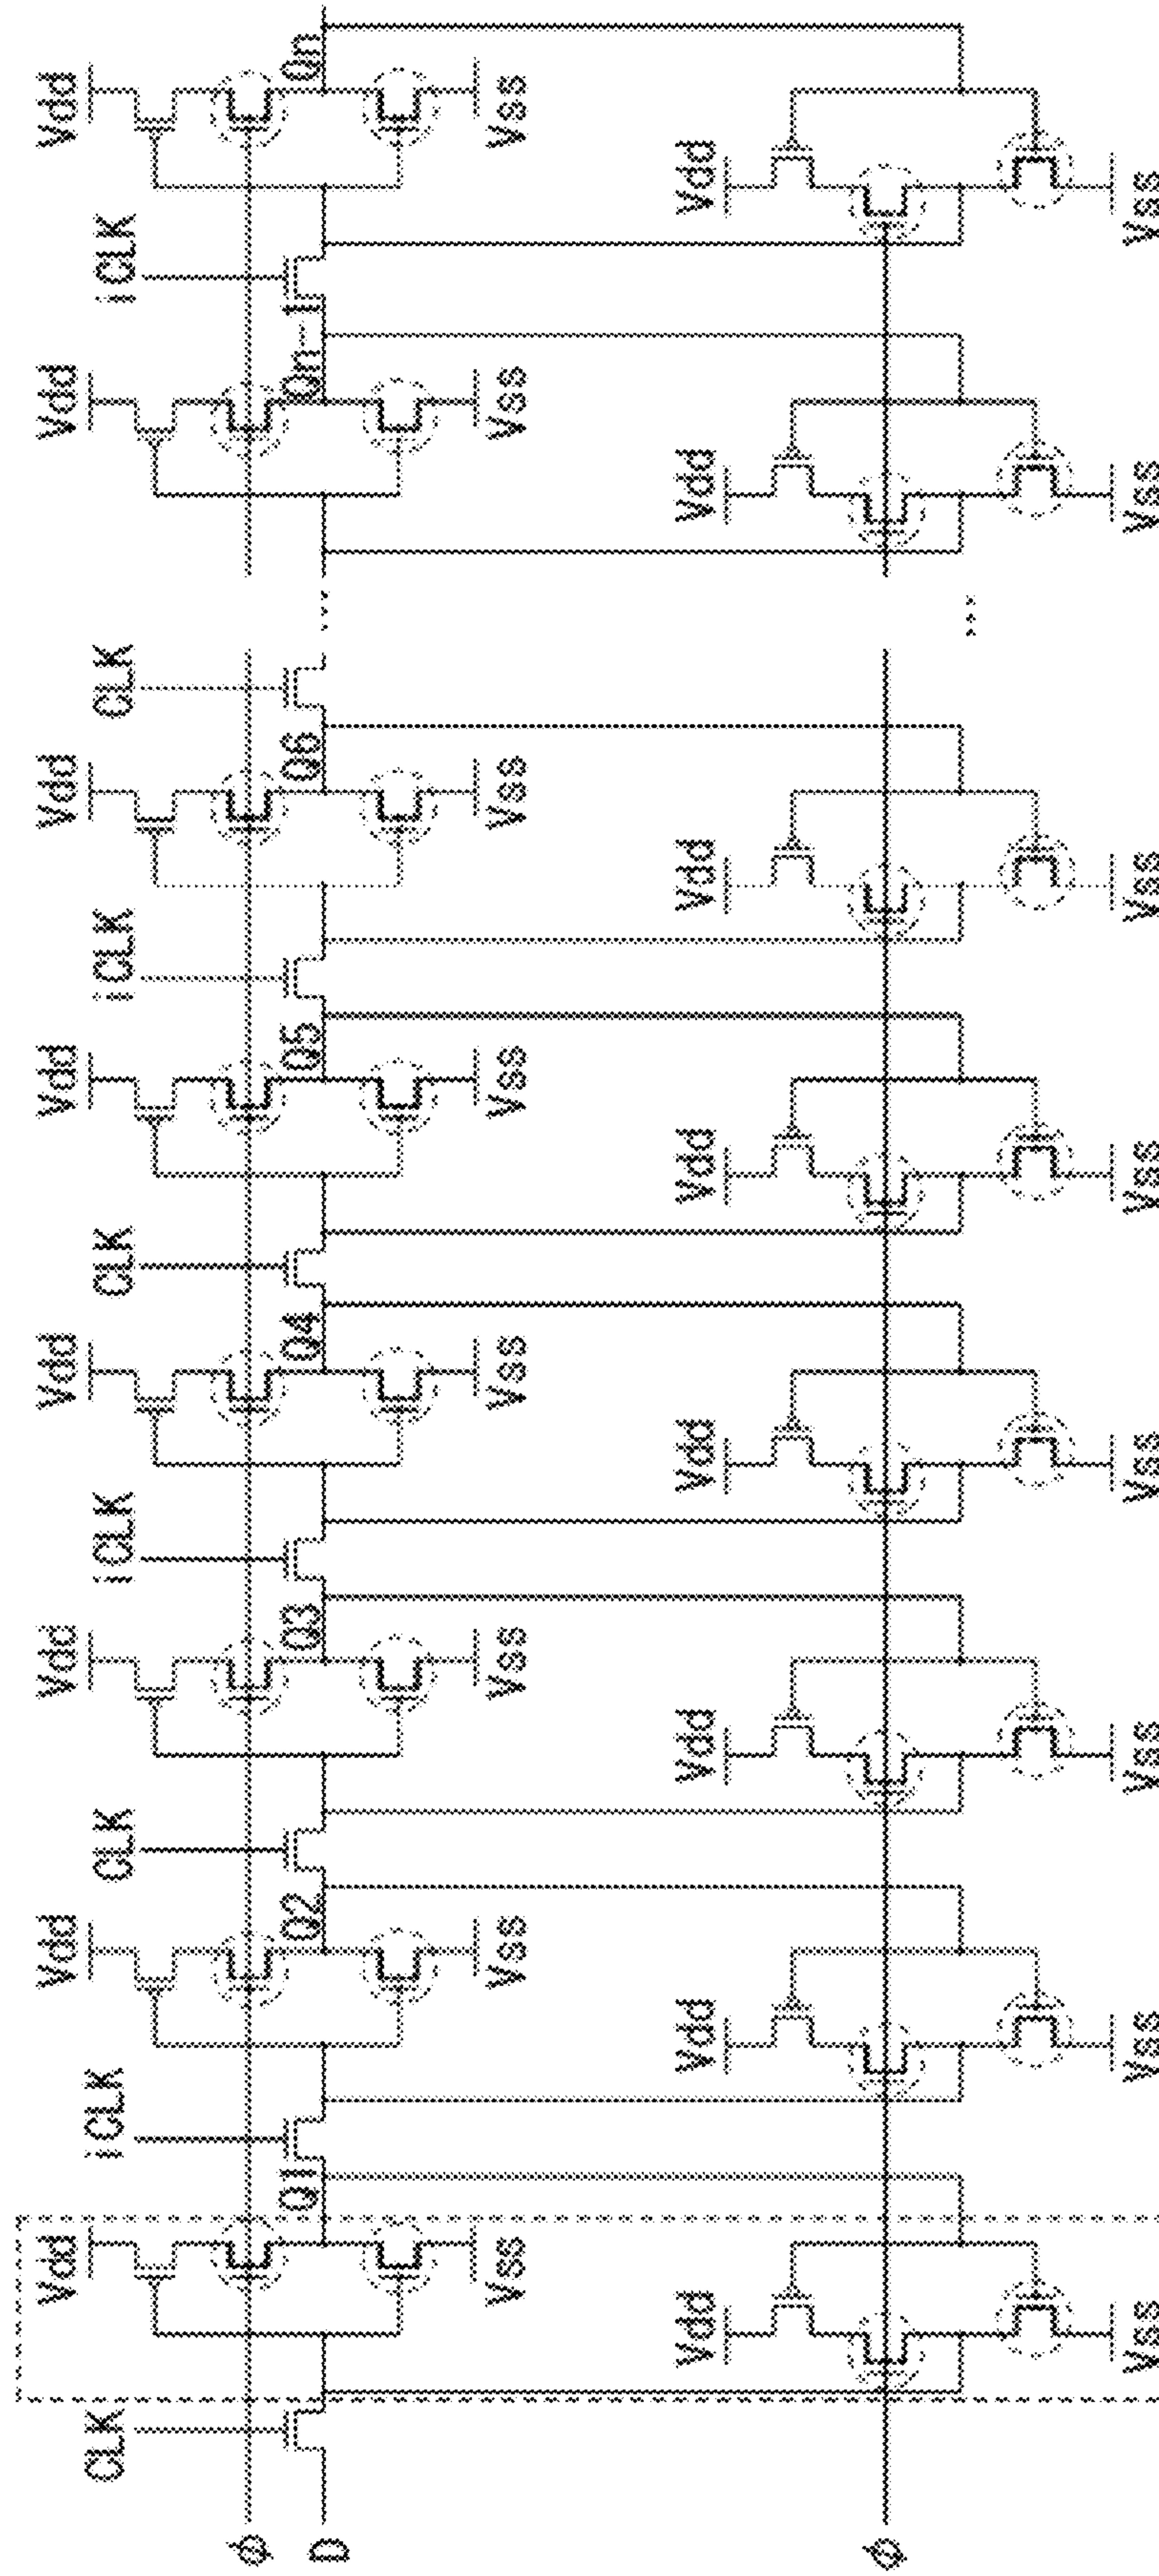 Vdd Vdd Vdd Vdd Vdd Vdd Vdd Vdd
CLK iCLK CLK iCLK CLK iCLK CLK iCLK
φ
Q1 Q2 Q3 Q4 Q5 Q6 Qn-1 Qn
D ...
Vss Vss Vss Vss Vss Vss Vss Vss
Vdd Vdd Vdd Vdd Vdd Vdd Vdd Vdd
φ
...
Vss Vss Vss Vss Vss Vss Vss Vss